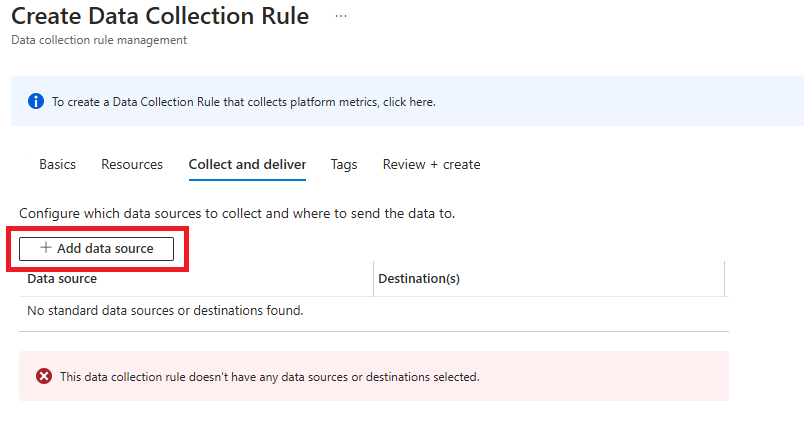 Create Data Collection Rule ...
Data collection rule management
To create a Data Collection Rule that collects platform metrics, click here.
Basics Resources Collect and deliver Tags Review + create
Configure which data sources to collect and where to send the data to.
+ Add data source
Data source Destination(s)
No standard data sources or destinations found.
This data collection rule doesn't have any data sources or destinations selected.